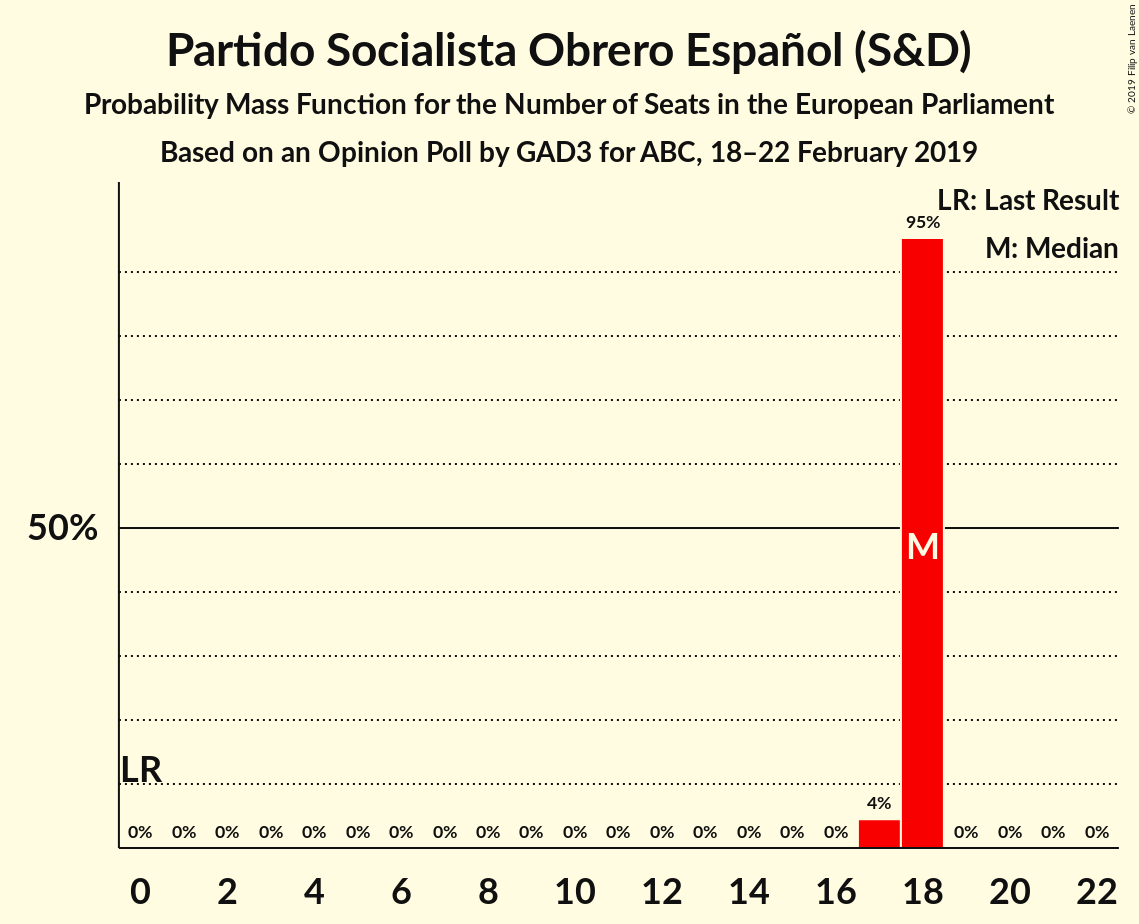 Partido Socialista Obrero Español (S&D)
Probability Mass Function for the Number of Seats in the European Parliament
Based on an Opinion Poll by GAD3 for ABC, 18–22 February 2019
© 2019 Filip van Laenen
LR: Last Result
M: Median
95%
50%
M
LR
4%
0% 0% 0% 0% 0% 0% 0% 0% 0% 0% 0% 0% 0% 0% 0% 0% 0% 0% 0% 0% 0%
0 2 4 6 8 10 12 14 16 18 20 22